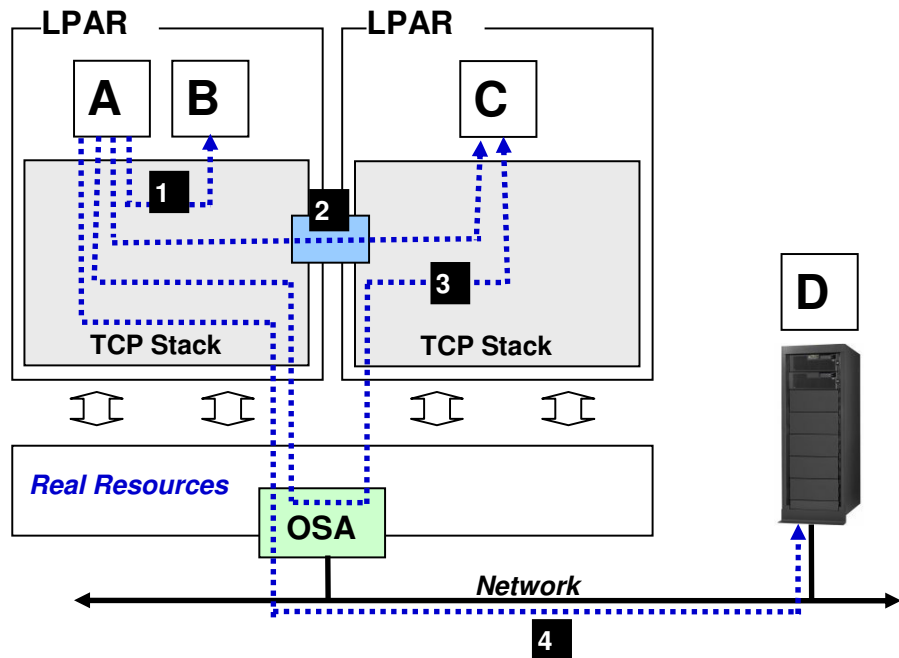 LPAR
LPAR
A
B
C
1
2
3
D
TCP Stack
TCP Stack
Real Resources
OSA
Network
4